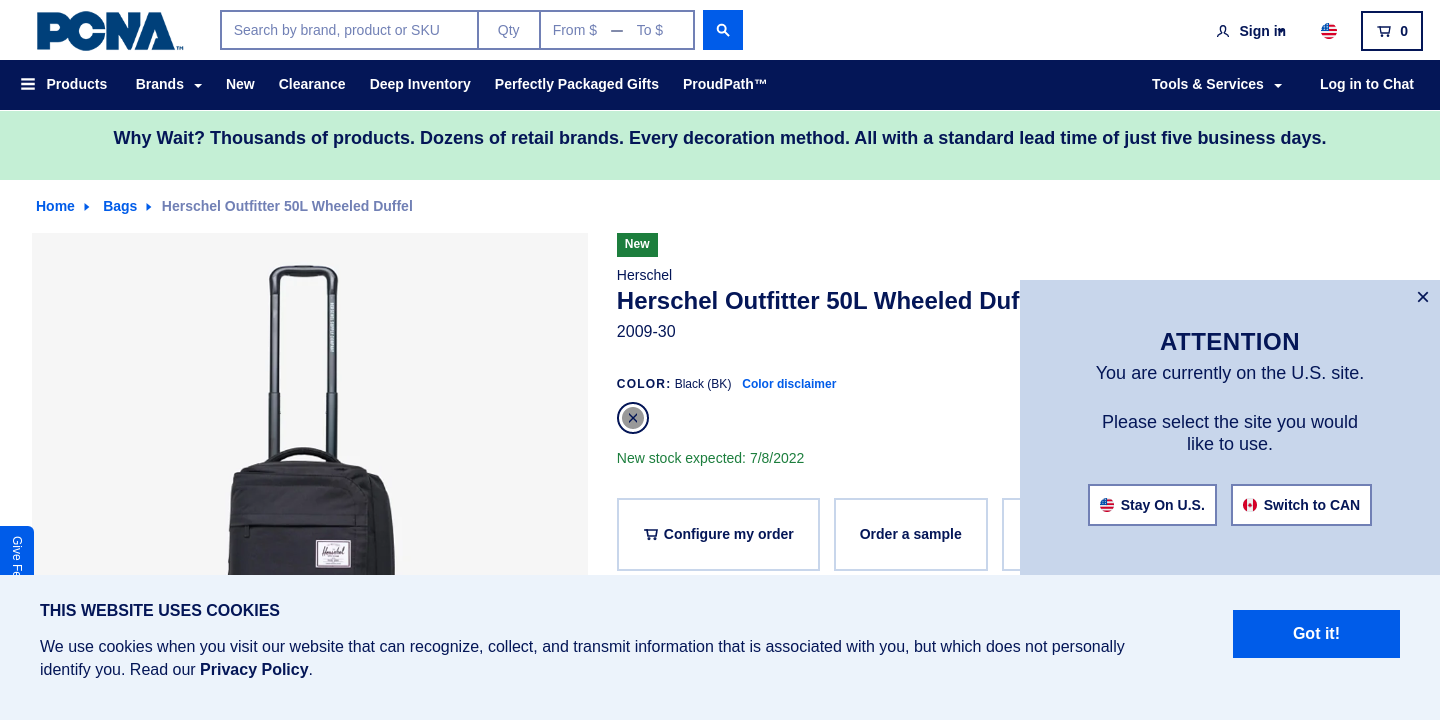 PCNA™
Search by brand, product or SKU
Qty
From $
To $
Sign in
0
Products
Brands
New
Clearance
Deep Inventory
Perfectly Packaged Gifts
ProudPath™
Tools & Services
Log in to Chat
Why Wait? Thousands of products. Dozens of retail brands. Every decoration method. All with a standard lead time of just five business days.
Home
Bags
Herschel Outfitter 50L Wheeled Duffel
New
Herschel
Herschel Outfitter 50L Wheeled Duf
2009-30
COLOR: Black (BK) Color disclaimer
New stock expected: 7/8/2022
Configure my order
Order a sample
Herschel
ATTENTION
You are currently on the U.S. site.
Please select the site you would
like to use.
Stay On U.S.
Switch to CAN
Give Fe
THIS WEBSITE USES COOKIES
We use cookies when you visit our website that can recognize, collect, and transmit information that is associated with you, but which does not personally
identify you. Read our Privacy Policy.
Got it!